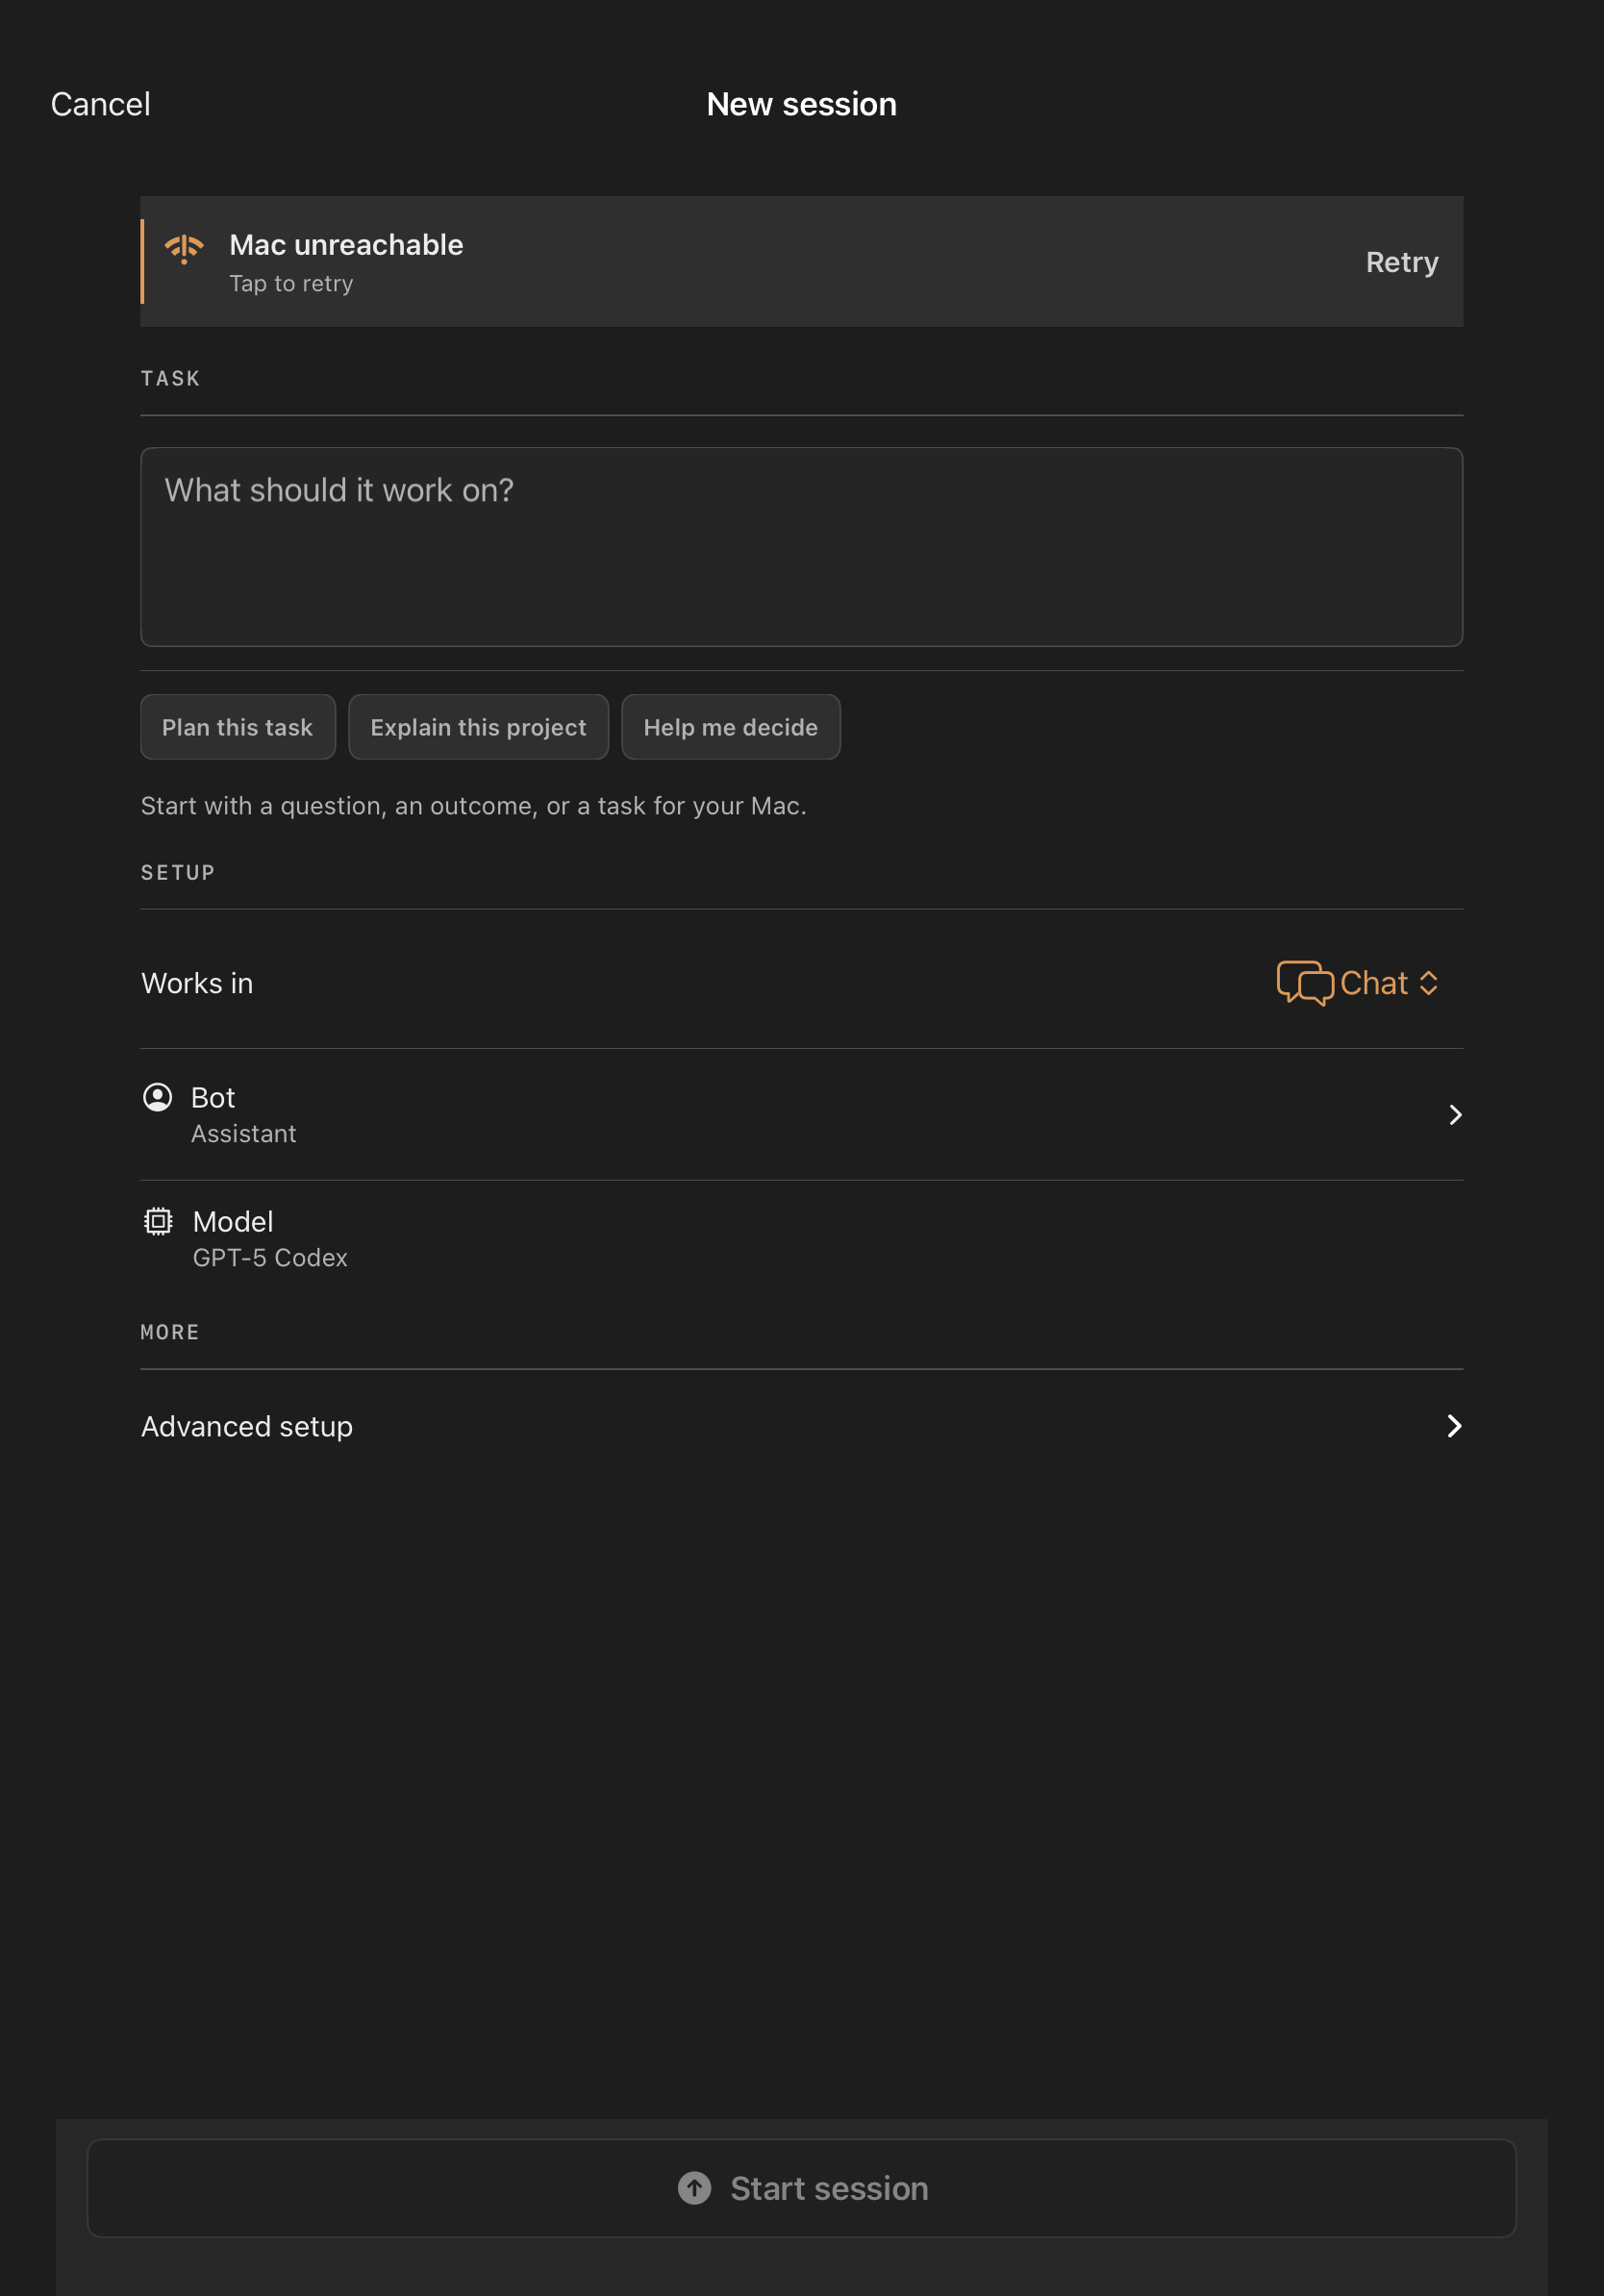 Cancel
New session
Mac unreachable
Tap to retry
Retry
TASK
What should it work on?
Plan this task
Explain this project
Help me decide
Start with a question, an outcome, or a task for your Mac.
SETUP
Works in
Chat
Bot
Assistant
Model
GPT-5 Codex
MORE
Advanced setup
Start session